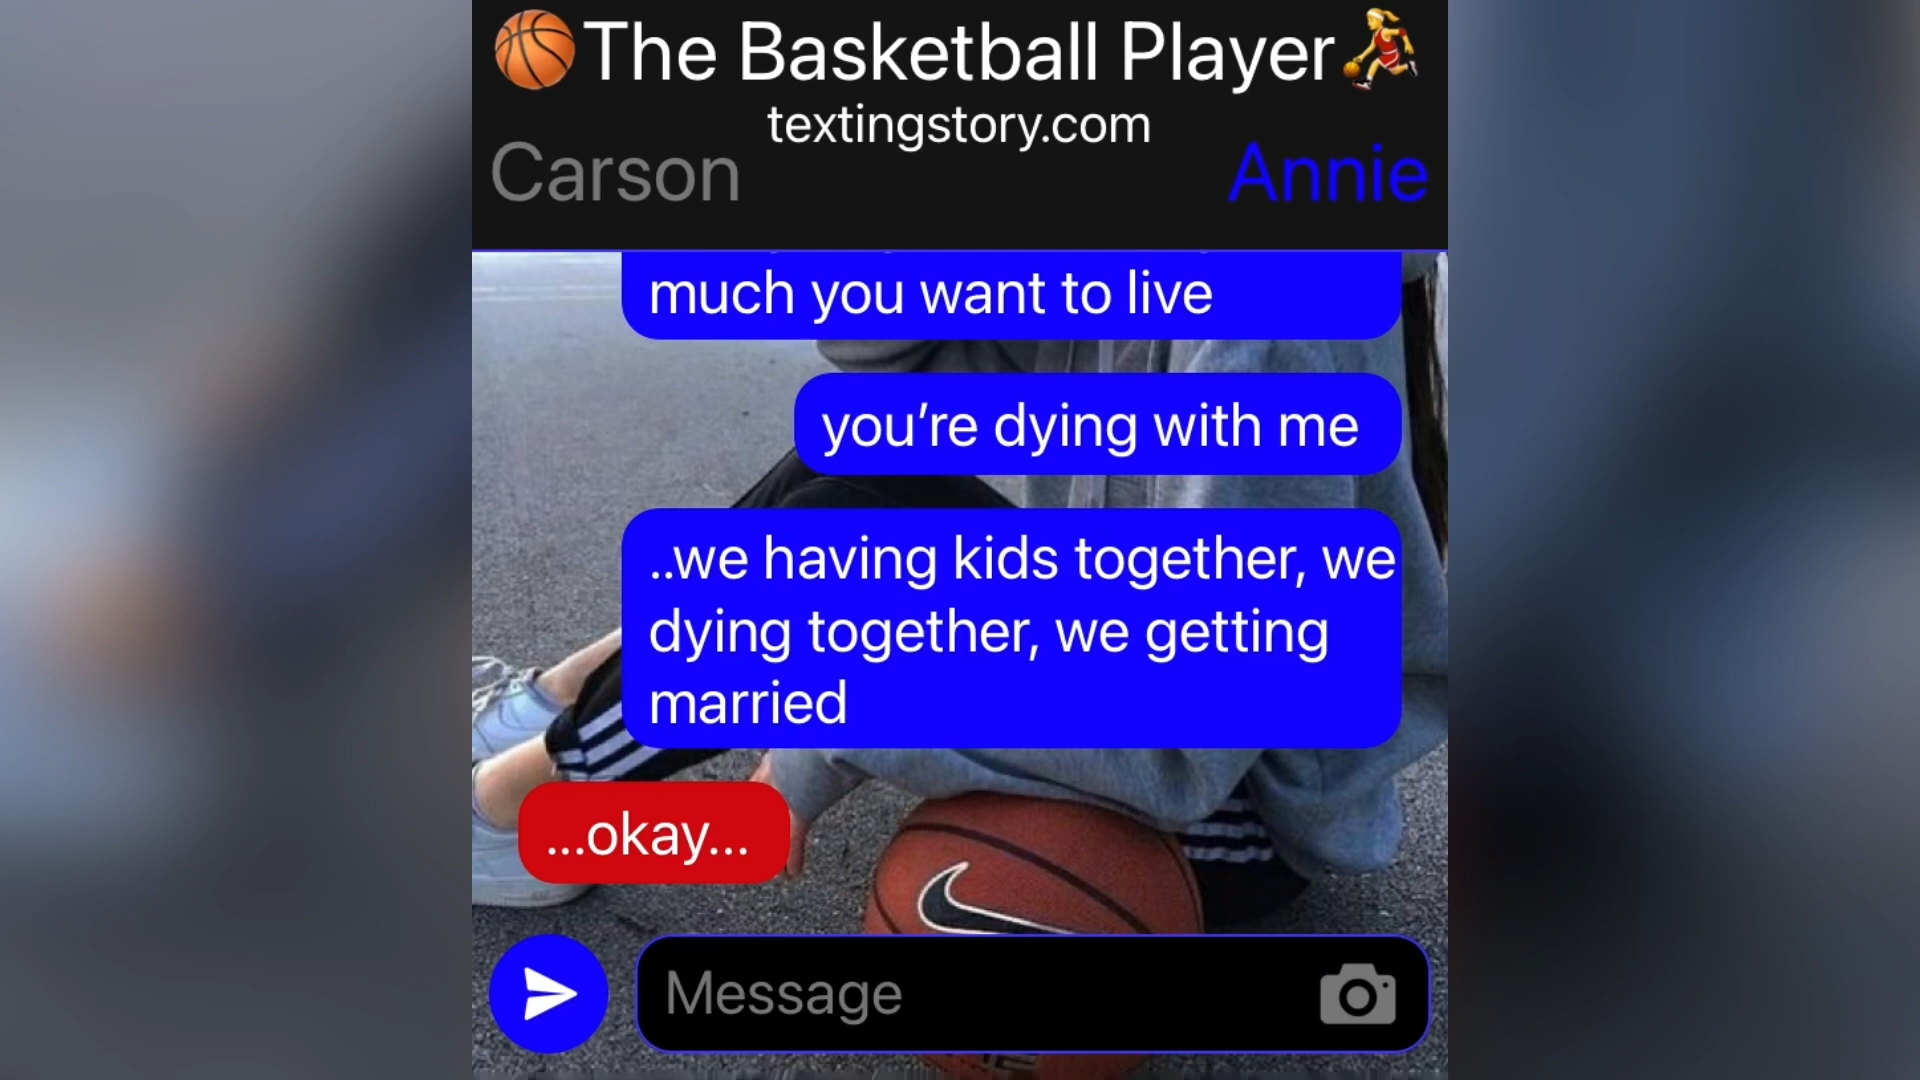 🏀The Basketball Player⛹️‍♀️
textingstory.com
Carson
Annie
much you want to live
you’re dying with me
..we having kids together, we
dying together, we getting
married
...okay...
Message